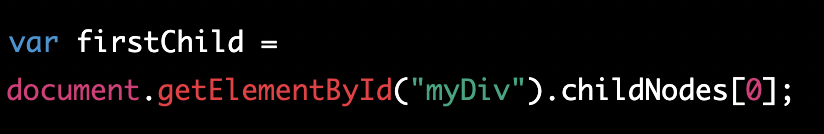 var firstChild =
document.getElementById("myDiv").childNodes[0];